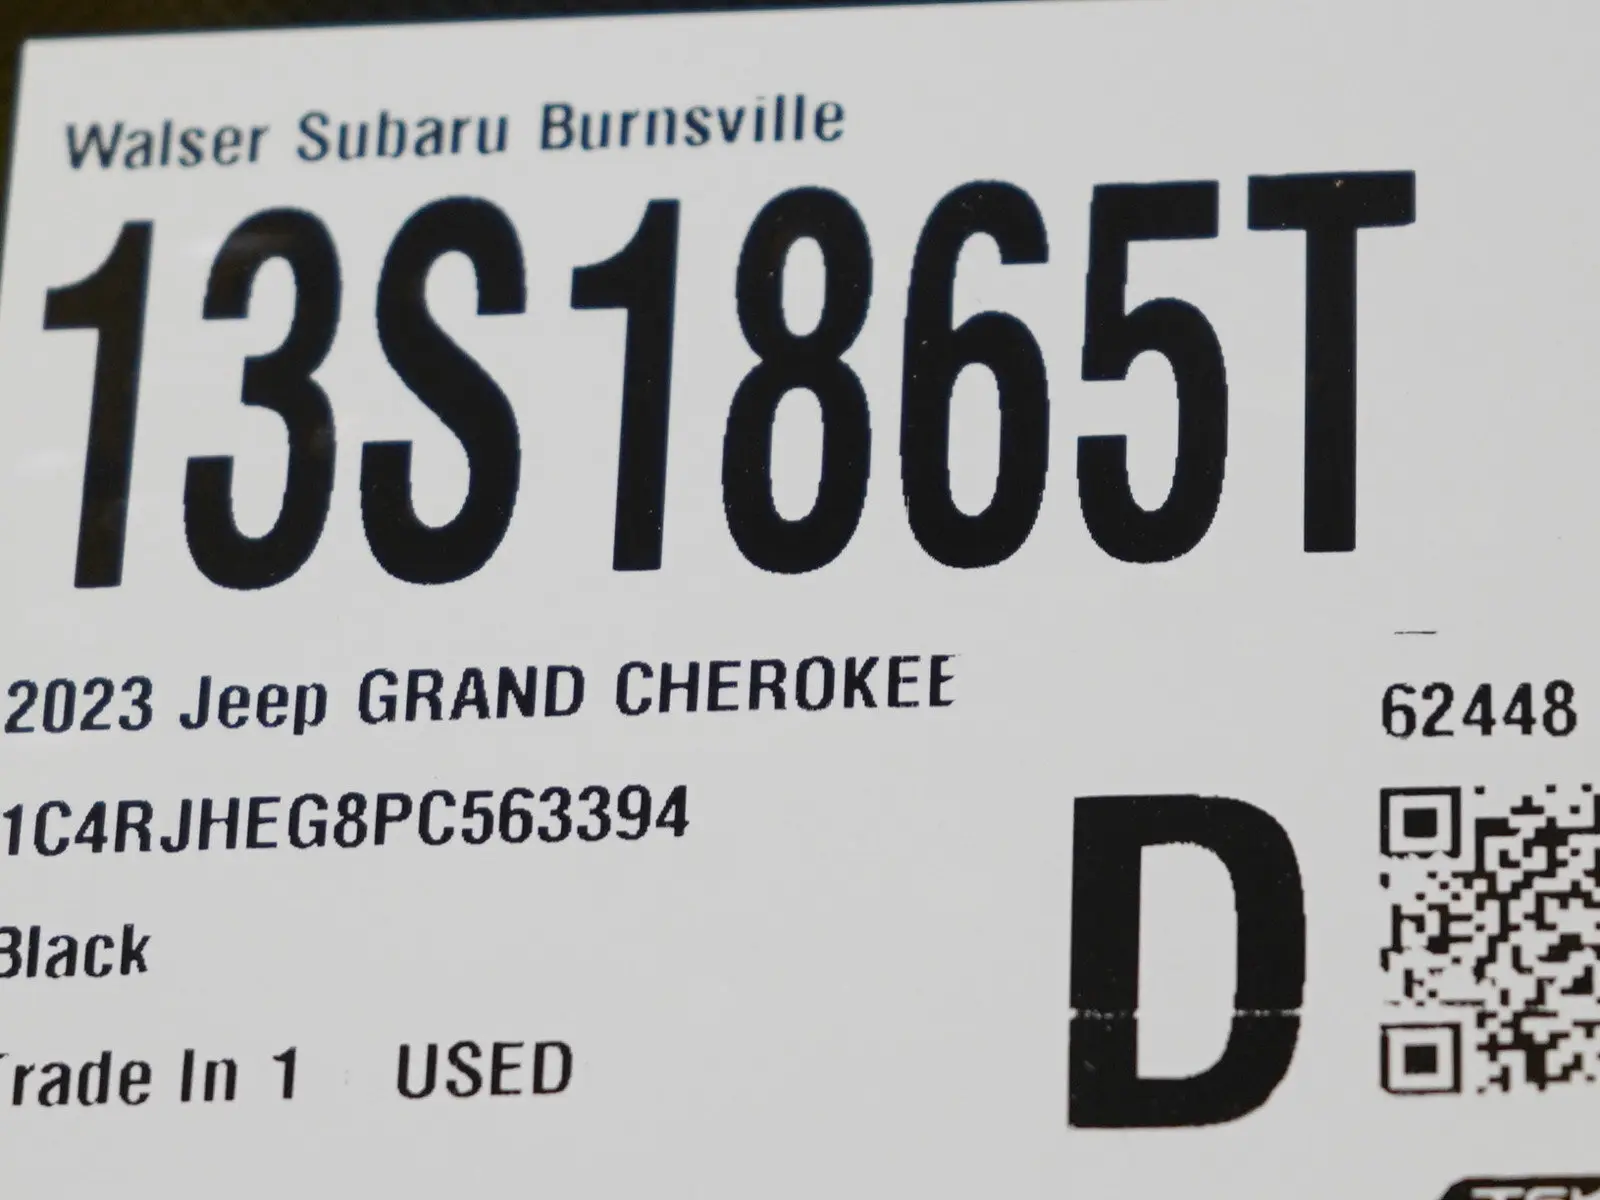 Walser Subaru Burnsville
13S1865T
2023 Jeep GRAND CHEROKEE
62448
1C4RJHEG8PC563394
D
Black
Trade In 1 USED